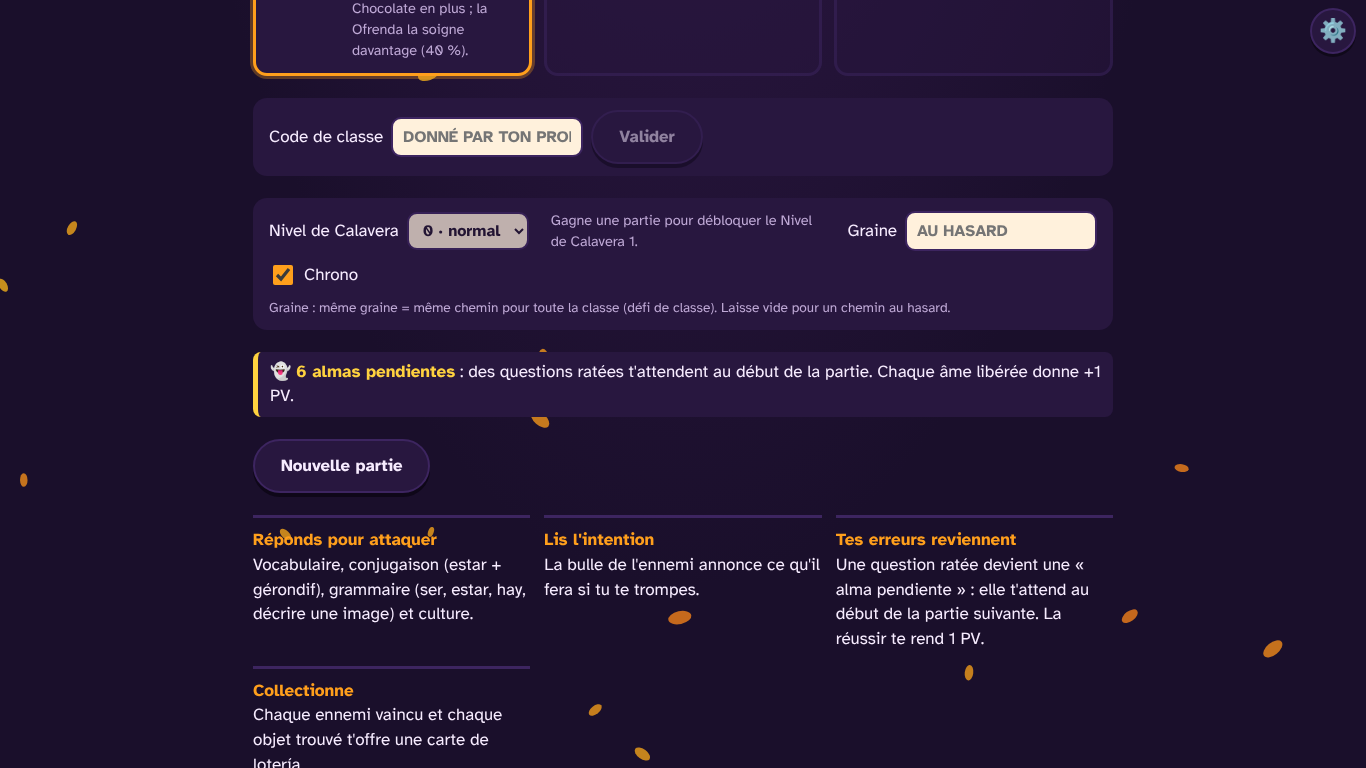 Chocolate en plus ; la
Ofrenda la soigne
davantage (40 %).
Code de classe
DONNÉ PAR TON PRO
Valider
Nivel de Calavera
0 · normal
Gagne une partie pour débloquer le Nivel
de Calavera 1.
Graine
AU HASARD
Chrono
Graine : même graine = même chemin pour toute la classe (défi de classe). Laisse vide pour un chemin au hasard.
6 almas pendientes : des questions ratées t'attendent au début de la partie. Chaque âme libérée donne +1
PV.
Nouvelle partie
Réponds pour attaquer
Vocabulaire, conjugaison (estar +
gérondif), grammaire (ser, estar, hay,
décrire une image) et culture.
Lis l'intention
La bulle de l'ennemi annonce ce qu'il
fera si tu te trompes.
Tes erreurs reviennent
Une question ratée devient une «
alma pendiente » : elle t'attend au
début de la partie suivante. La
réussir te rend 1 PV.
Collectionne
Chaque ennemi vaincu et chaque
objet trouvé t'offre une carte de
lotería